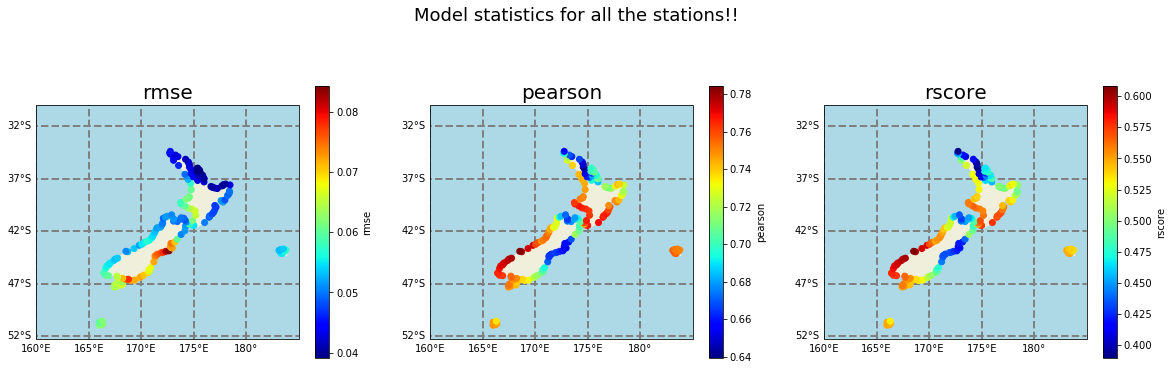 Model statistics for all the stations!!
rmse
32°S
37°S
42°S
47°S
52°S
160°E 165°E 170°E 175°E 180°
0.08
0.07
0.06
0.05
0.04
rmse
pearson
32°S
37°S
42°S
47°S
52°S
160°E 165°E 170°E 175°E 180°
0.78
0.76
0.74
0.72
0.70
0.68
0.66
0.64
pearson
rscore
32°S
37°S
42°S
47°S
52°S
160°E 165°E 170°E 175°E 180°
0.600
0.575
0.550
0.525
0.500
0.475
0.450
0.425
0.400
rscore